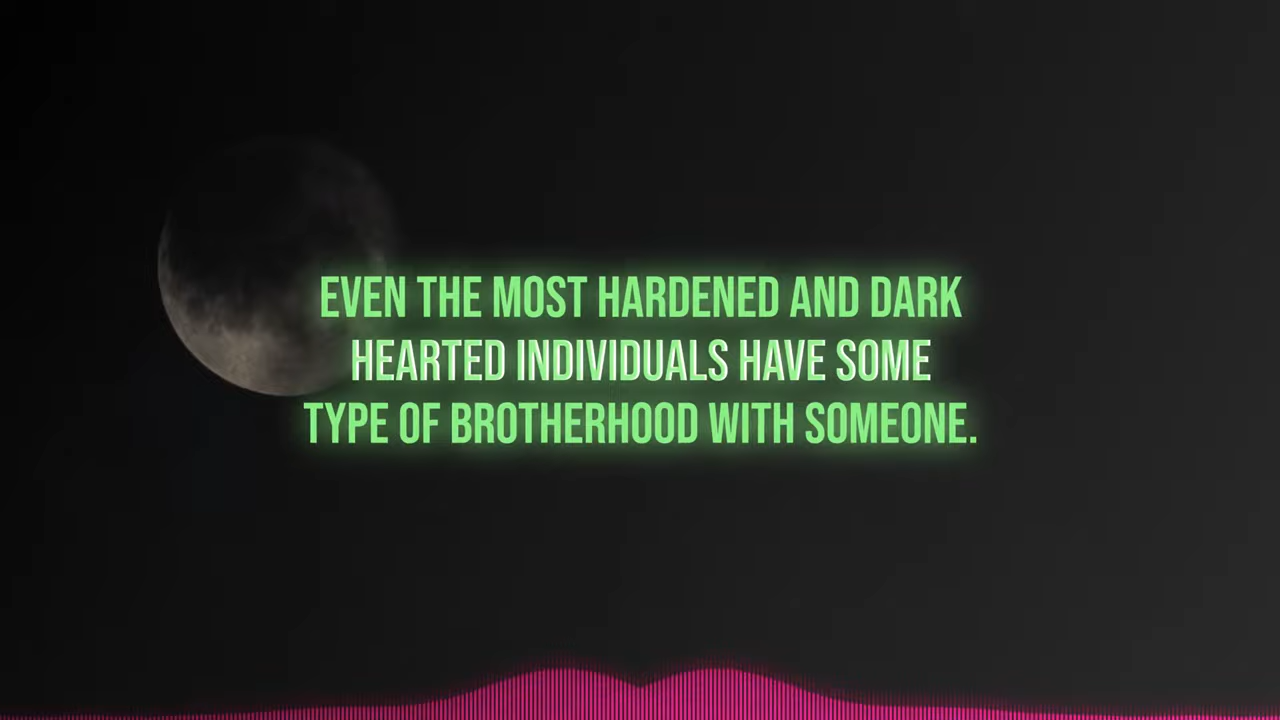 EVEN THE MOST HARDENED AND DARK
HEARTED INDIVIDUALS HAVE SOME
TYPE OF BROTHERHOOD WITH SOMEONE.